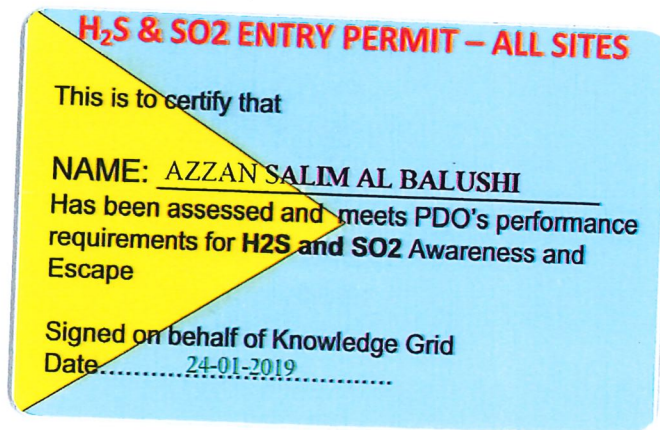 H₂S & SO2 ENTRY PERMIT – ALL SITES
This is to certify that
NAME: AZZAN SALIM AL BALUSHI
Has been assessed and meets PDO's performance
requirements for H2S and SO2 Awareness and
Escape
Signed on behalf of Knowledge Grid
Date..... 24-01-2019 ..........